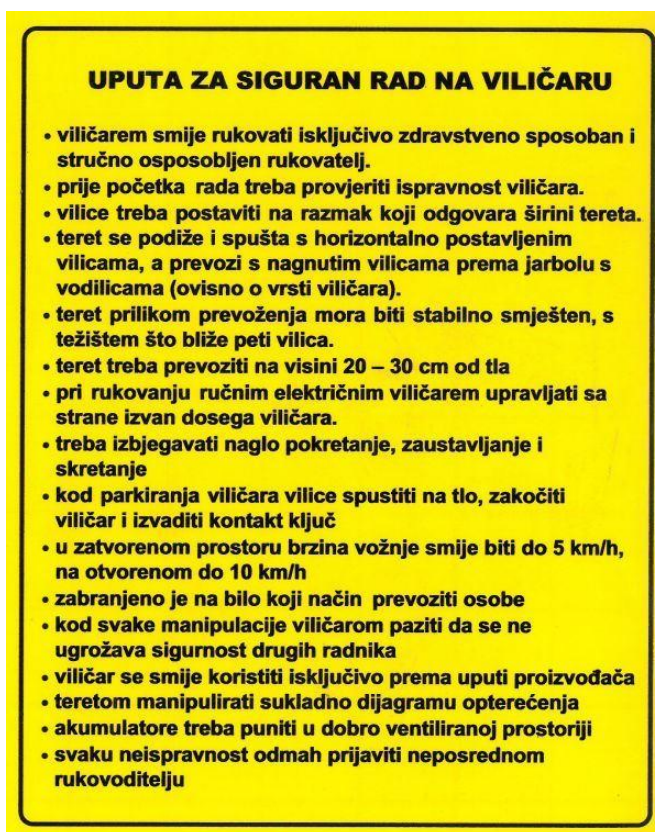 UPUTA ZA SIGURAN RAD NA VILIČARU
• viličarem smije rukovati isključivo zdravstveno sposoban i
stručno osposobljen rukovatelj.
• prije početka rada treba provjeriti ispravnost viličara.
• vilice treba postaviti na razmak koji odgovara širini tereta.
• teret se podiže i spušta s horizontalno postavljenim
vilicama, a prevozi s nagnutim vilicama prema jarbolu s
vodilicama (ovisno o vrsti viličara).
• teret prilikom prevoženja mora biti stabilno smješten, s
težištem što bliže peti vilica.
• teret treba prevoziti na visini 20 – 30 cm od tla
• pri rukovanju ručnim električnim viličarem upravljati sa
strane izvan dosega viličara.
• treba izbjegavati naglo pokretanje, zaustavljanje i
skretanje
• kod parkiranja viličara vilice spustiti na tlo, zakočiti
viličar i izvaditi kontakt ključ
• u zatvorenom prostoru brzina vožnje smije biti do 5 km/h,
na otvorenom do 10 km/h
• zabranjeno je na bilo koji način prevoziti osobe
• kod svake manipulacije viličarom paziti da se ne
ugrožava sigurnost drugih radnika
• viličar se smije koristiti isključivo prema uputi proizvođača
• teretom manipulirati sukladno dijagramu opterećenja
• akumulatore treba puniti u dobro ventiliranoj prostoriji
• svaku neispravnost odmah prijaviti neposrednom
rukovoditelju